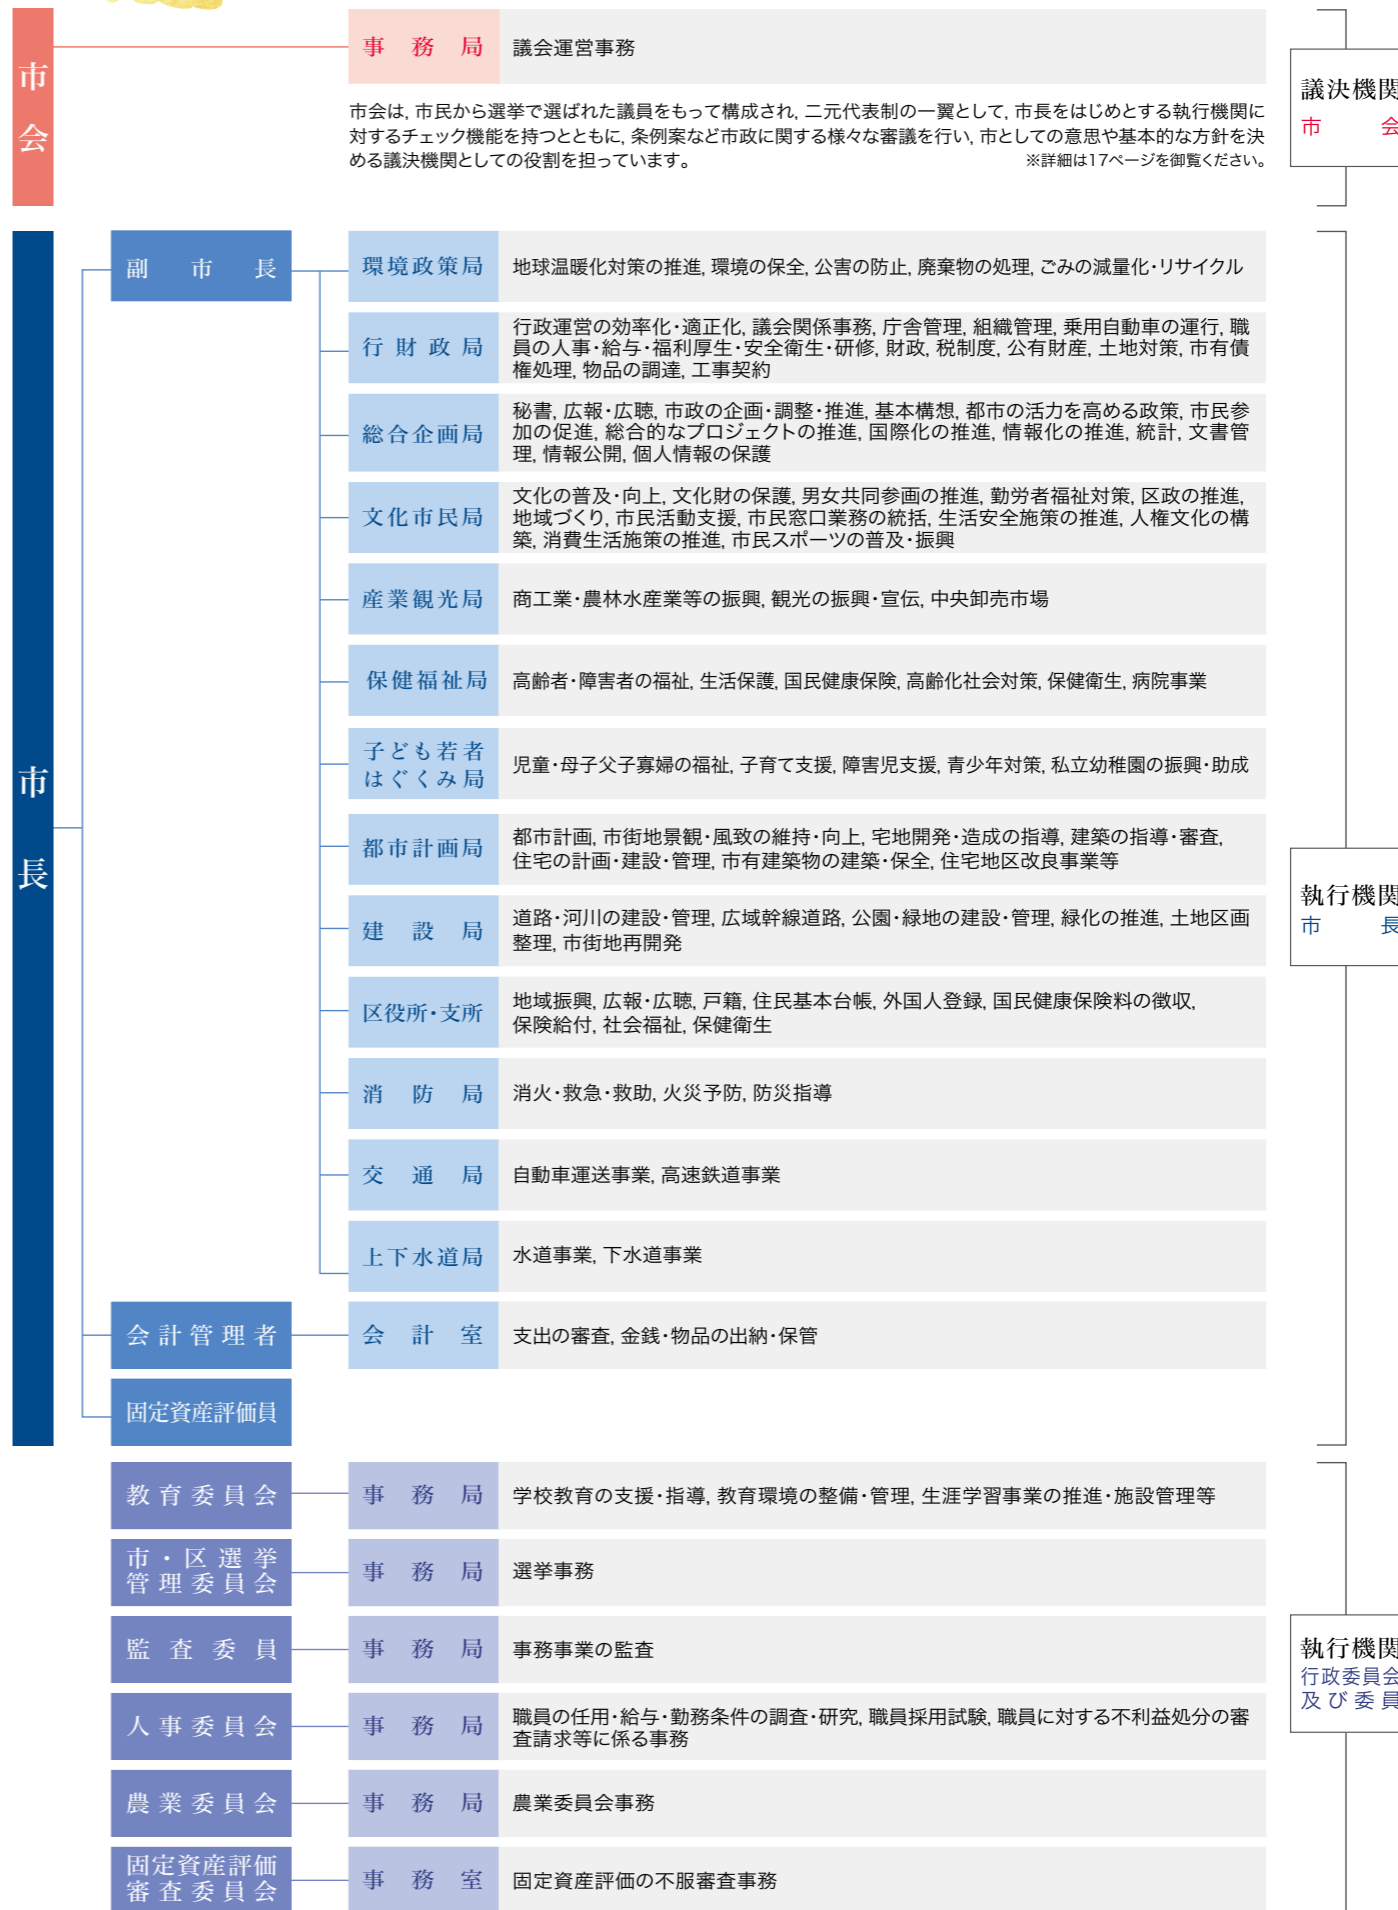 市会
事務局
議会運営事務
市会は, 市民から選挙で選ばれた議員をもって構成され, 二元代表制の一翼として, 市長をはじめとする執行機関に
対するチェック機能を持つとともに, 条例案など市政に関する様々な審議を行い, 市としての意思や基本的な方針を決
める議決機関としての役割を担っています。
※詳細は17ページを御覧ください。
議決機関
市会
市長
副市長
環境政策局
地球温暖化対策の推進, 環境の保全, 公害の防止, 廃棄物の処理, ごみの減量化・リサイクル
行財政局
行政運営の効率化・適正化, 議会関係事務, 庁舎管理, 組織管理, 乗用自動車の運行, 職
員の人事・給与・福利厚生・安全衛生・研修, 財政, 税制度, 公有財産, 土地対策, 市有債
権処理, 物品の調達, 工事契約
総合企画局
秘書, 広報・広聴, 市政の企画・調整・推進, 基本構想, 都市の活力を高める政策, 市民参
加の促進, 総合的なプロジェクトの推進, 国際化の推進, 情報化の推進, 統計, 文書管
理, 情報公開, 個人情報の保護
文化市民局
文化の普及・向上, 文化財の保護, 男女共同参画の推進, 勤労者福祉対策, 区政の推進,
地域づくり, 市民活動支援, 市民窓口業務の統括, 生活安全施策の推進, 人権文化の構
築, 消費生活施策の推進, 市民スポーツの普及・振興
産業観光局
商工業・農林水産業等の振興, 観光の振興・宣伝, 中央卸売市場
保健福祉局
高齢者・障害者の福祉, 生活保護, 国民健康保険, 高齢化社会対策, 保健衛生, 病院事業
子ども若者
はぐくみ局
児童・母子父子寡婦の福祉, 子育て支援, 障害児支援, 青少年対策, 私立幼稚園の振興・助成
都市計画局
都市計画, 市街地景観・風致の維持・向上, 宅地開発・造成の指導, 建築の指導・審査,
住宅の計画・建設・管理, 市有建築物の建築・保全, 住宅地区改良事業等
建設局
道路・河川の建設・管理, 広域幹線道路, 公園・緑地の建設・管理, 緑化の推進, 土地区画
整理, 市街地再開発
区役所・支所
地域振興, 広報・広聴, 戸籍, 住民基本台帳, 外国人登録, 国民健康保険料の徴収,
保険給付, 社会福祉, 保健衛生
消防局
消火・救急・救助, 火災予防, 防災指導
交通局
自動車運送事業, 高速鉄道事業
上下水道局
水道事業, 下水道事業
会計管理者
会計室
支出の審査, 金銭・物品の出納・保管
固定資産評価員
執行機関
市長
教育委員会
事務局
学校教育の支援・指導, 教育環境の整備・管理, 生涯学習事業の推進・施設管理等
市・区選挙
管理委員会
事務局
選挙事務
監査委員
事務局
事務事業の監査
人事委員会
事務局
職員の任用・給与・勤務条件の調査・研究, 職員採用試験, 職員に対する不利益処分の審
査請求等に係る事務
農業委員会
事務局
農業委員会事務
固定資産評価
審査委員会
事務室
固定資産評価の不服審査事務
執行機関
行政委員会
及び委員